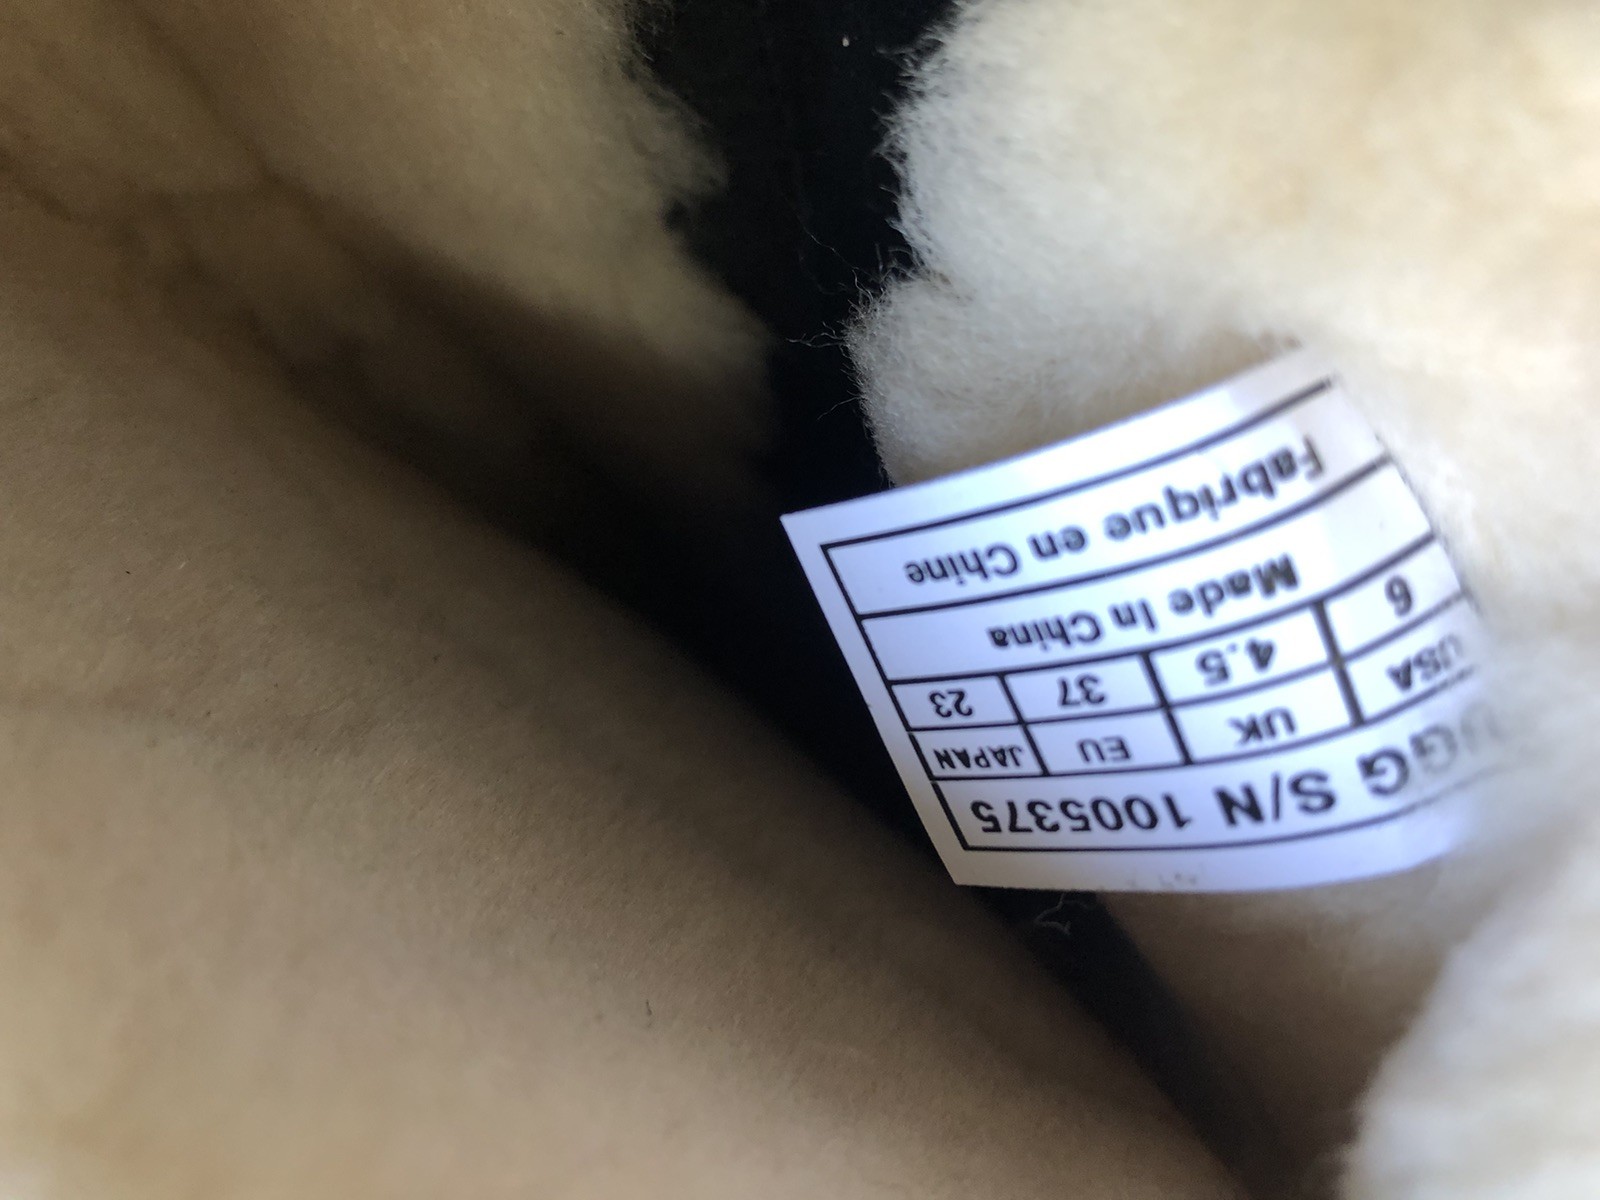 UGG S/N 1005375
USA UK EU JAPAN
6 4.5 37 23
Made In China
Fabrique en Chine